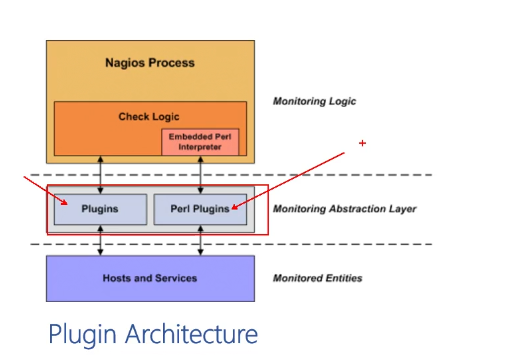 Nagios Process
Monitoring Logic
Check Logic
Embedded Perl
Interpreter
Plugins
Perl Plugins
Monitoring Abstraction Layer
Hosts and Services
Monitored Entities
Plugin Architecture